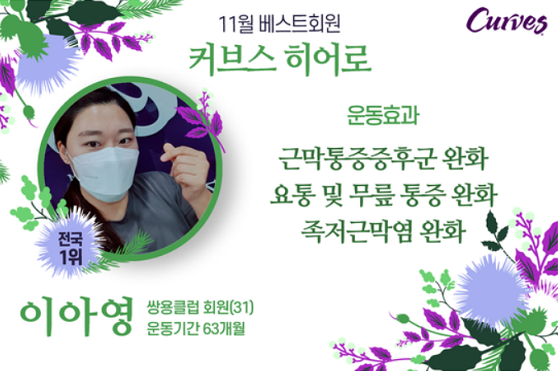 11월 베스트회원
Curves
커브스 히어로
운동효과
근막통증증후군 완화
요통 및 무릎 통증 완화
족저근막염 완화
전국
1위
이아영
쌍용클럽 회원(31)
운동기간 63개월